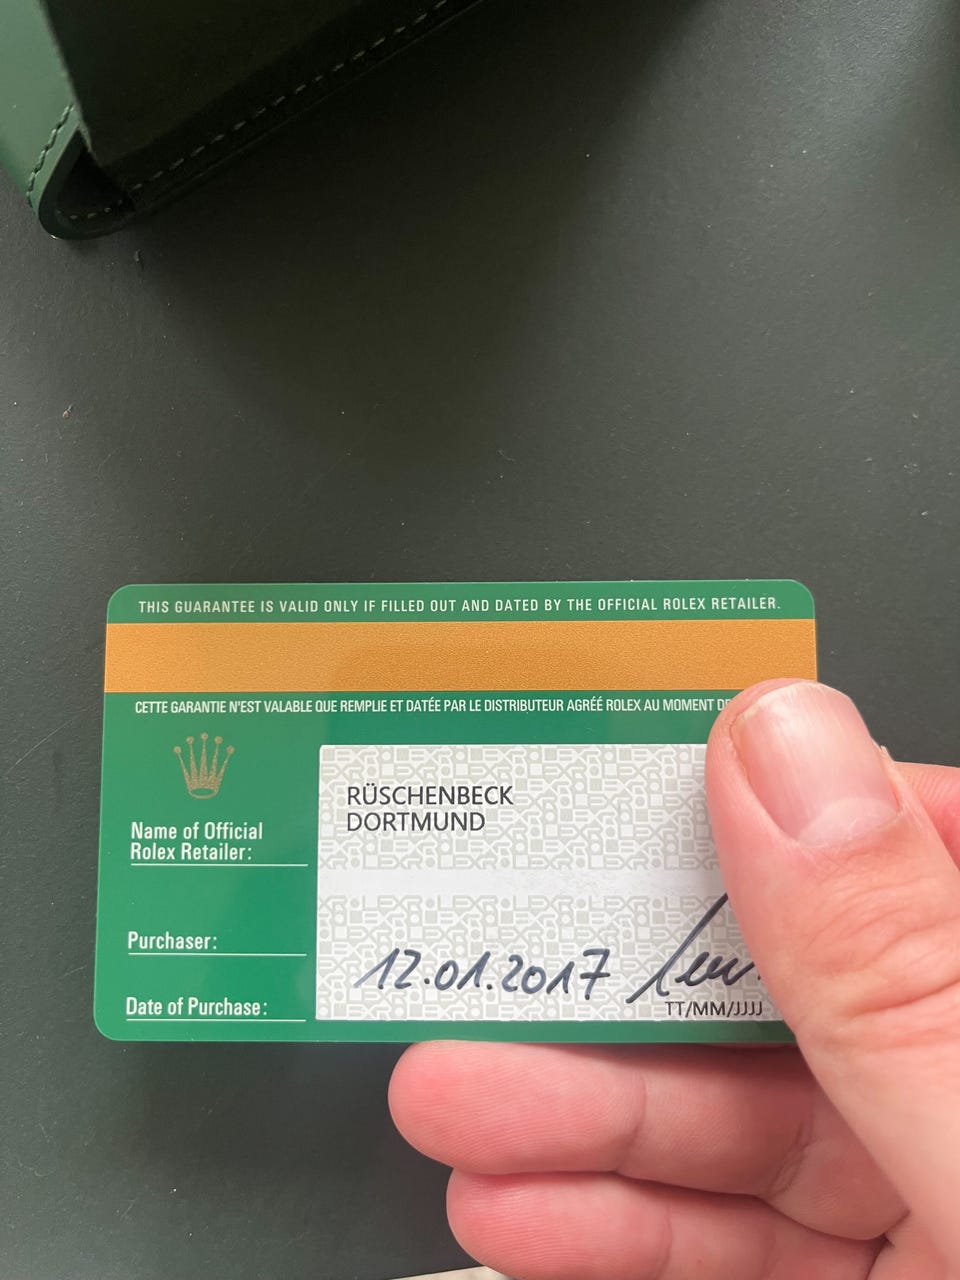 THIS GUARANTEE IS VALID ONLY IF FILLED OUT AND DATED BY THE OFFICIAL ROLEX RETAILER.
CETTE GARANTIE N'EST VALABLE QUE REMPLIE ET DATÉE PAR LE DISTRIBUTEUR AGRÉÉ ROLEX AU MOMENT
RÜSCHENBECK
DORTMUND
Name of Official
Rolex Retailer:
Purchaser:
12.01.2017
TT/MM/JJJJ
Date of Purchase: